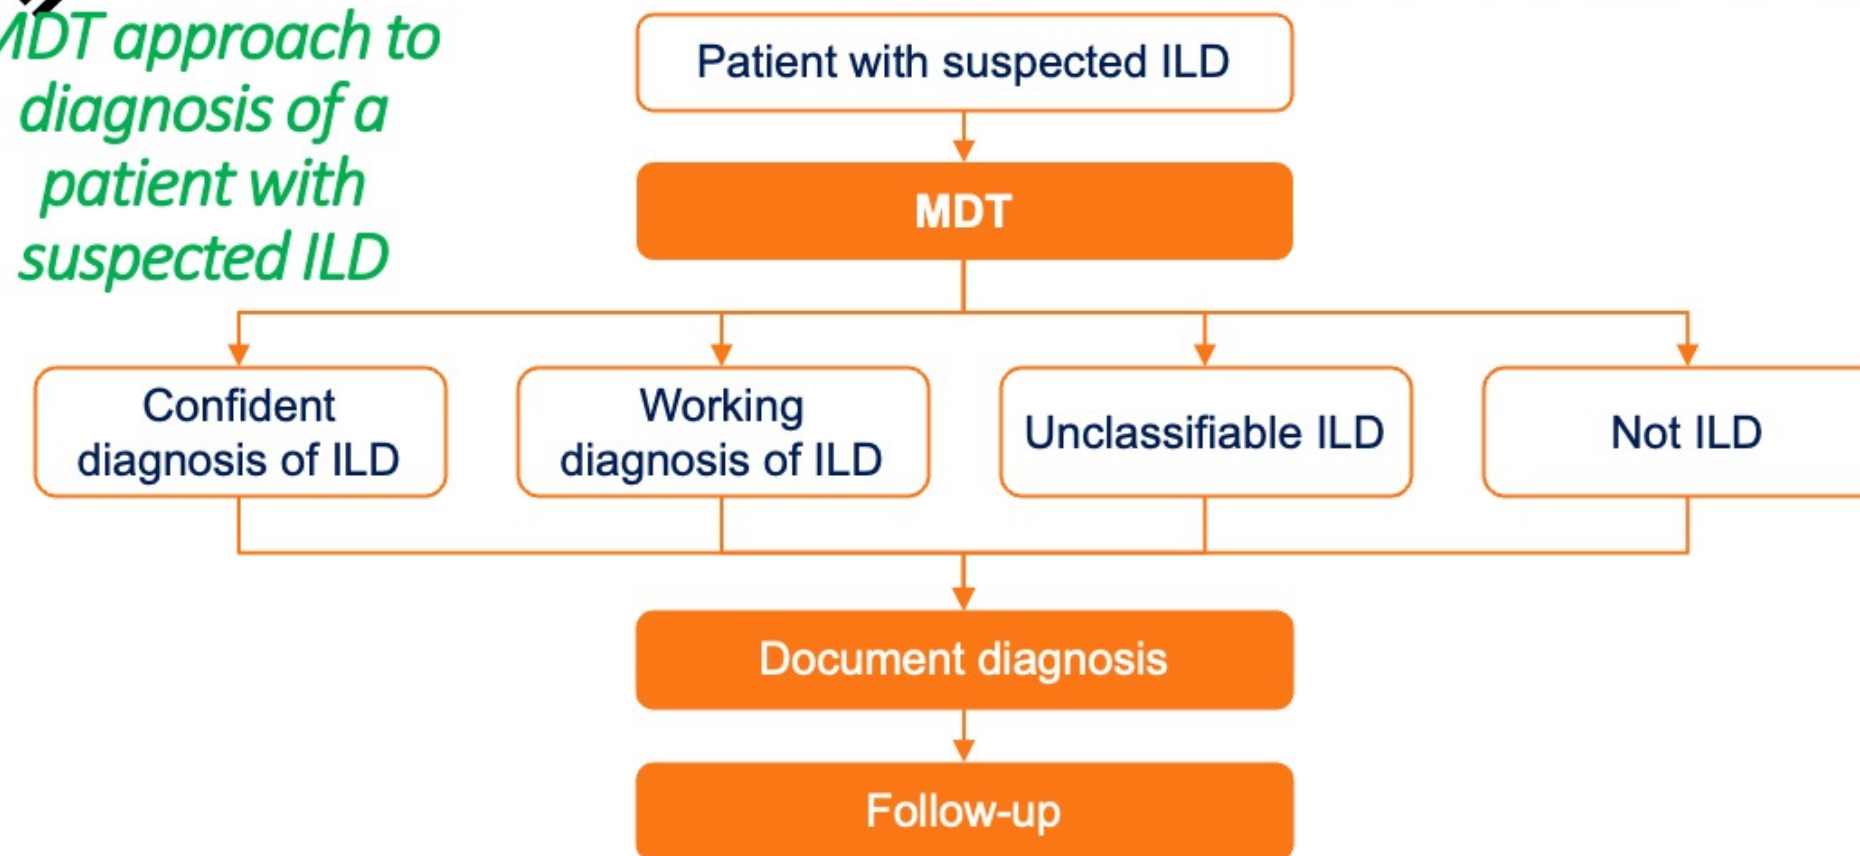 MDT approach to
diagnosis of a
patient with
suspected ILD
Patient with suspected ILD
MDT
Confident
diagnosis of ILD
Working
diagnosis of ILD
Unclassifiable ILD
Not ILD
Document diagnosis
Follow-up